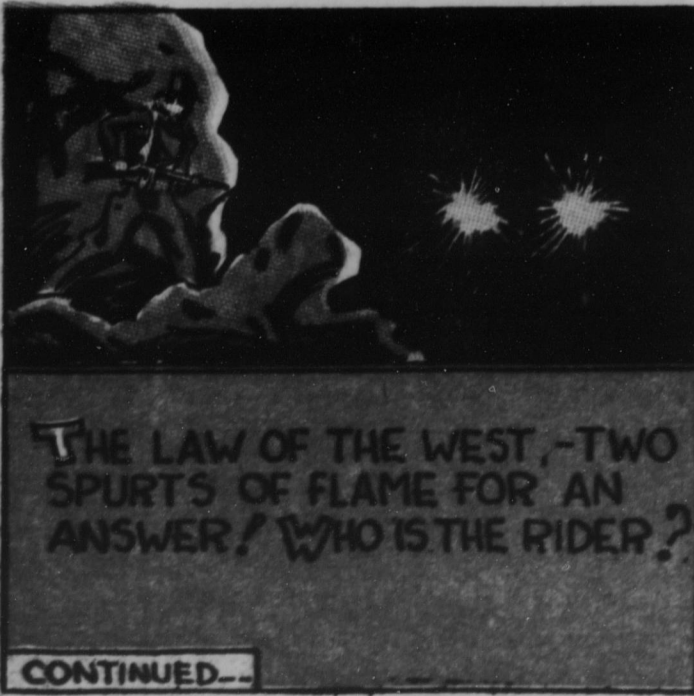 THE LAW OF THE WEST,-TWO
SPURTS OF FLAME FOR AN
ANSWER! WHO IS THE RIDER?
CONTINUED--